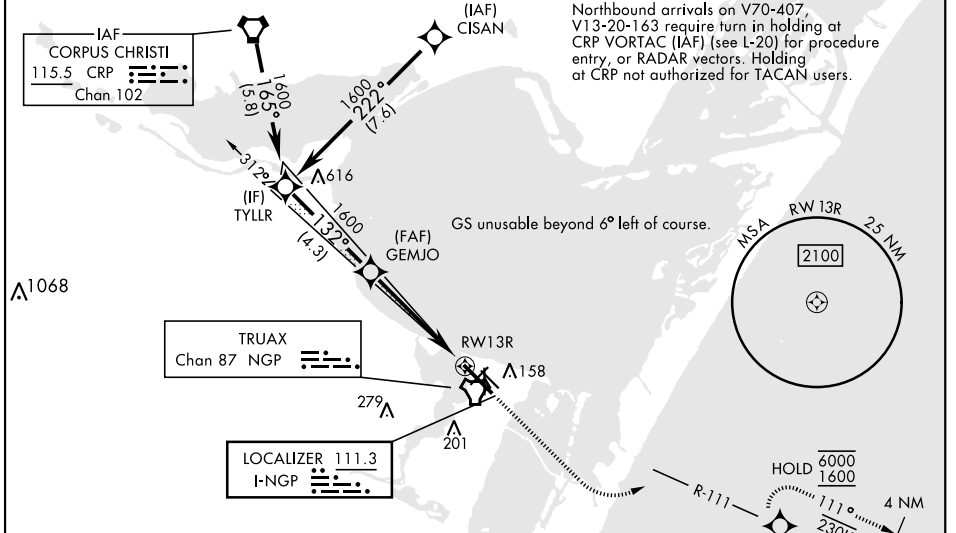 Northbound arrivals on V70-407,
V13-20-163 require turn in holding at
CRP VORTAC (IAF) (see L-20) for procedure
entry, or RADAR vectors. Holding
at CRP not authorized for TACAN users.
(IAF)
CISAN
IAF
CORPUS CHRISTI
115.5 CRP
Chan 102
1600
165°
(5.8)
1600
222°
(7.6)
312°
616
(IF)
TYLLR
1600
132°
(4.3)
(FAF)
GEMJO
GS unusable beyond 6° left of course.
MSA RW 13R 25 NM
2100
1068
TRUAX
Chan 87 NGP
RW13R
158
279
201
LOCALIZER 111.3
I-NGP
R-111
HOLD 6000
1600
111°
4 NM